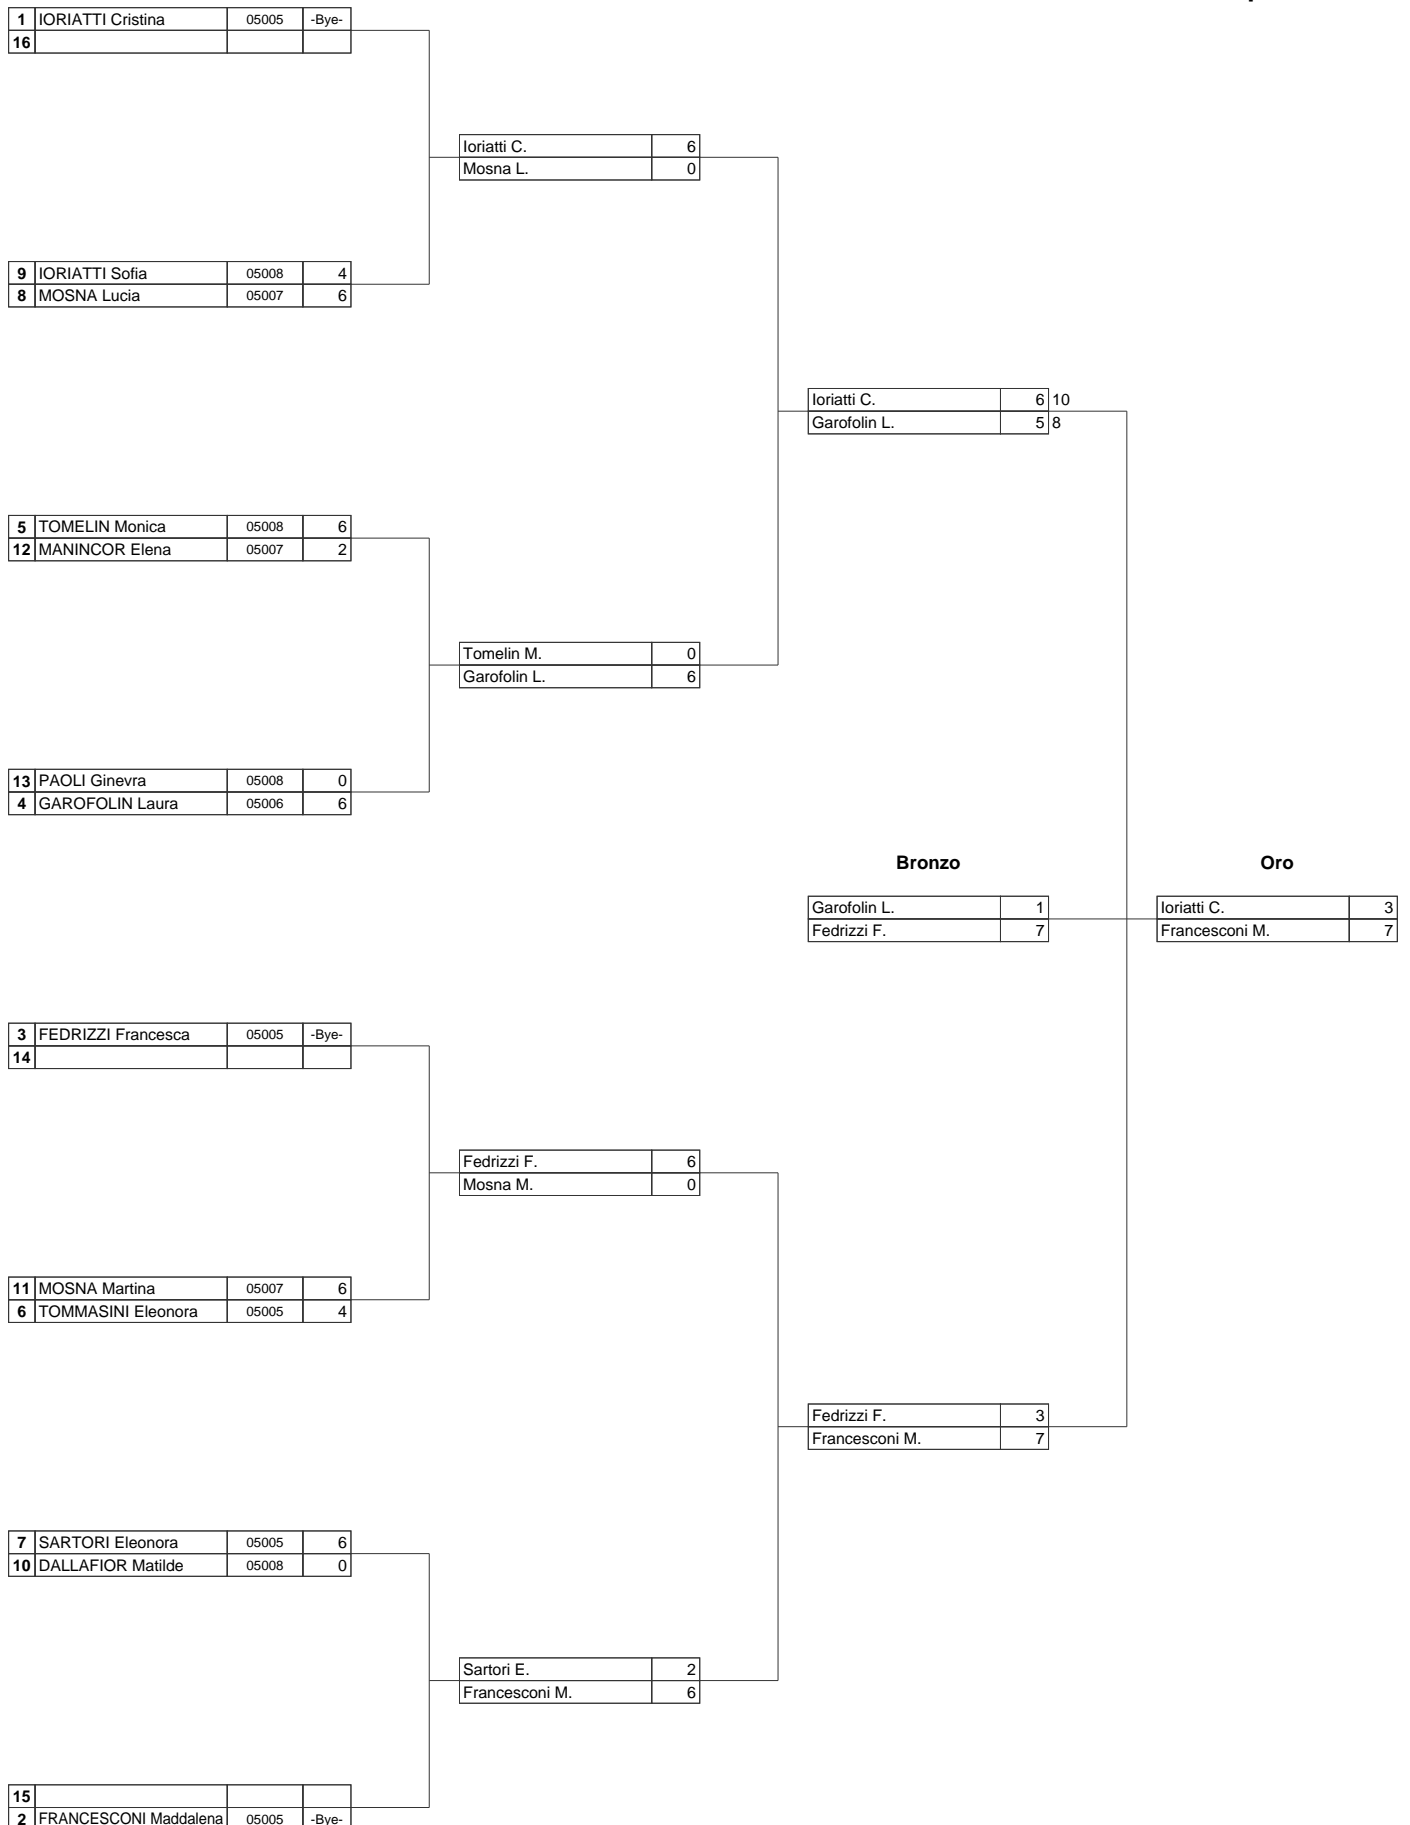 1 IORIATTI Cristina 05005 -Bye-
16
Ioriatti C. 6
Mosna L. 0
9 IORIATTI Sofia 05008 4
8 MOSNA Lucia 05007 6
Ioriatti C. 6 10
Garofolin L. 5 8
5 TOMELIN Monica 05008 6
12 MANINCOR Elena 05007 2
Tomelin M. 0
Garofolin L. 6
13 PAOLI Ginevra 05008 0
4 GAROFOLIN Laura 05006 6
Bronzo Oro
Garofolin L. 1 Ioriatti C. 3
Fedrizzi F. 7 Francesconi M. 7
3 FEDRIZZI Francesca 05005 -Bye-
14
Fedrizzi F. 6
Mosna M. 0
11 MOSNA Martina 05007 6
6 TOMMASINI Eleonora 05005 4
Fedrizzi F. 3
Francesconi M. 7
7 SARTORI Eleonora 05005 6
10 DALLAFIOR Matilde 05008 0
Sartori E. 2
Francesconi M. 6
15
2 FRANCESCONI Maddalena 05005 -Bye-